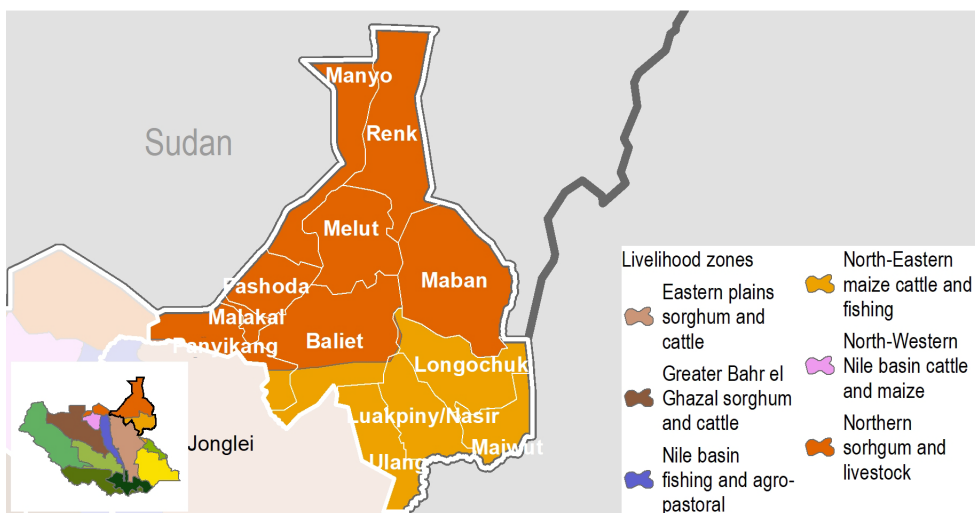 Manyo
Renk
Sudan
Melut
Maban
Fashoda
Malakal
Panyikang
Baliet
Longochuk
Luakpiny/Nasir
Maiwut
Ulang
Jonglei
Livelihood zones
Eastern plains
sorghum and
cattle
Greater Bahr el
Ghazal sorghum
and cattle
Nile basin
fishing and agro-
pastoral
North-Eastern
maize cattle and
fishing
North-Western
Nile basin cattle
and maize
Northern
sorhgum and
livestock